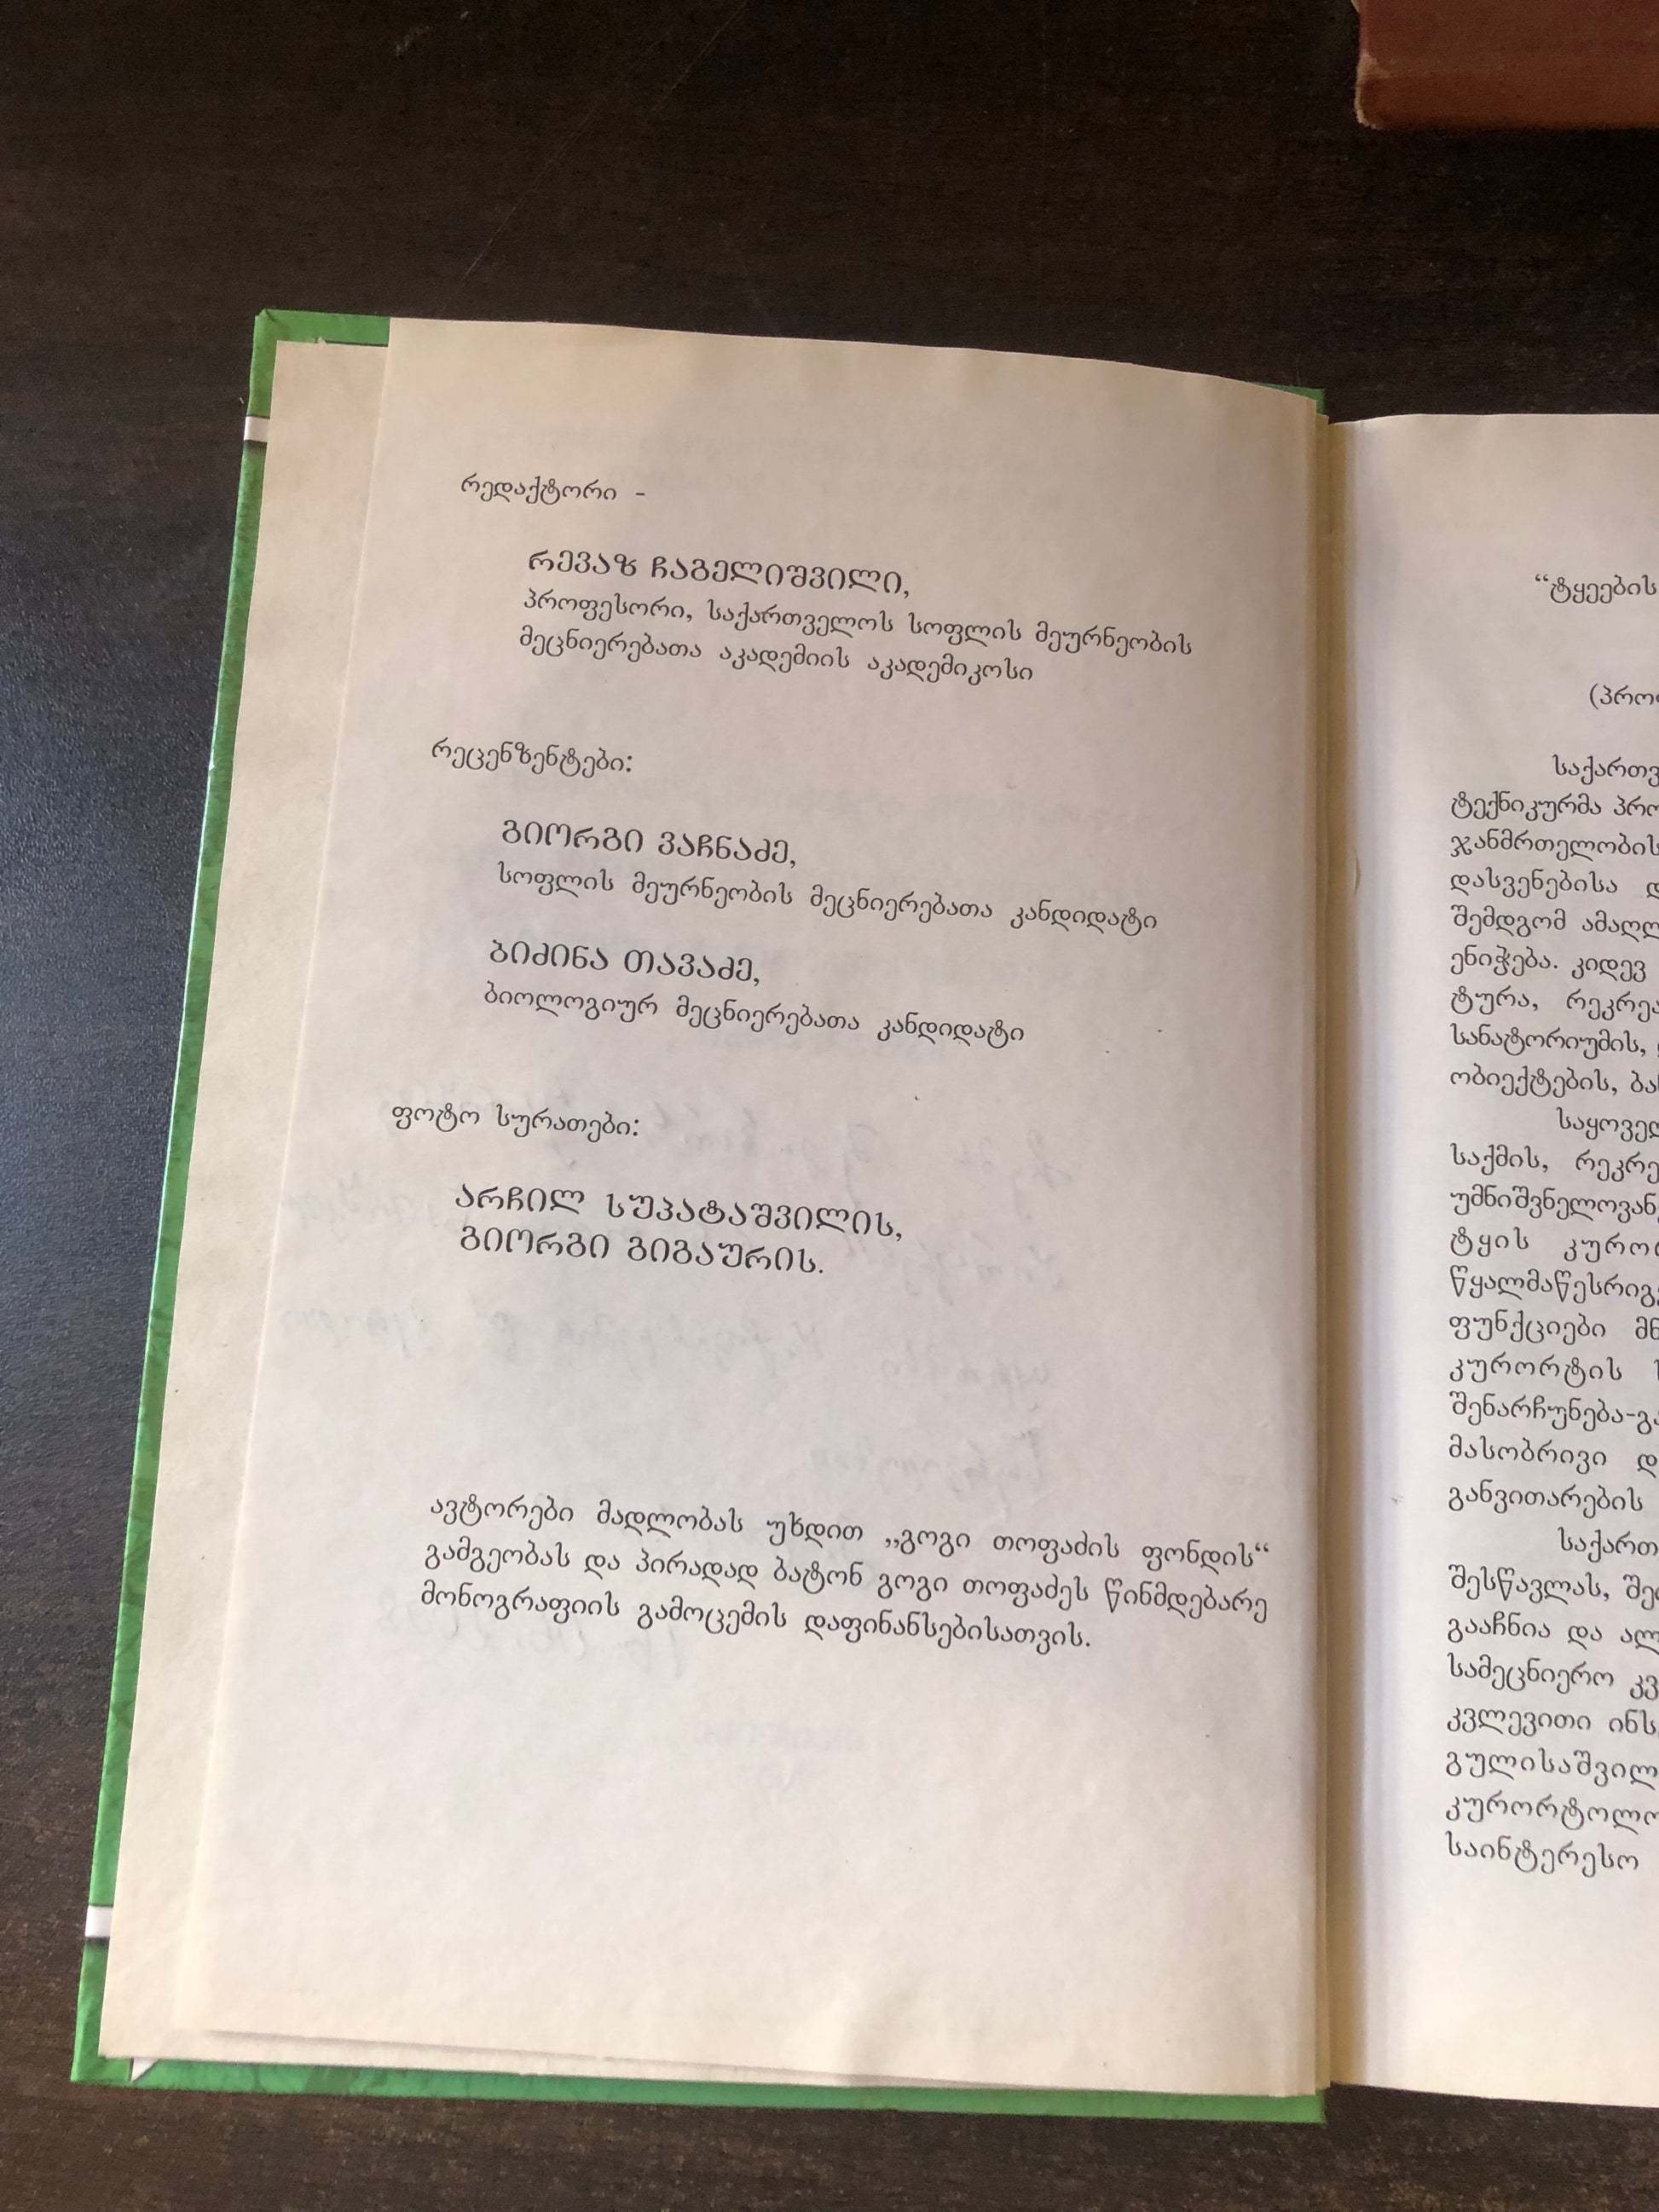 რედაქტორი -
რევაზ ჩაგელიშვილი,
პროფესორი, საქართველოს სოფლის მეურნეობის
მეცნიერებათა აკადემიის აკადემიკოსი
რეცენზენტები:
გიორგი ვაჩნაძე,
სოფლის მეურნეობის მეცნიერებათა კანდიდატი
ბიძინა თავაძე,
ბიოლოგიურ მეცნიერებათა კანდიდატი
ფოტო სურათები:
არჩილ სუპატაშვილის,
გიორგი გიგაურის.
ავტორები მადლობას უხდით „გოგი თოფაძის ფონდის“
გამგეობას და პირადად ბატონ გოგი თოფაძეს წინმდებარე
მონოგრაფიის გამოცემის დაფინანსებისათვის.
“ტყეების
ტექნიკურმა
ჯანმრთელობის
დასვენებისა
შემდგომ
ენიჭება. კიდევ
ტურა,
სანატორიუმის,
ობიექტების,
საქმის,
ტყის
ფუნქციები
კურორტის
მასობრივი
განვითარების
შესწავლას,
გააჩნია და
სამეცნიერო
კვლევითი
საინტერესო